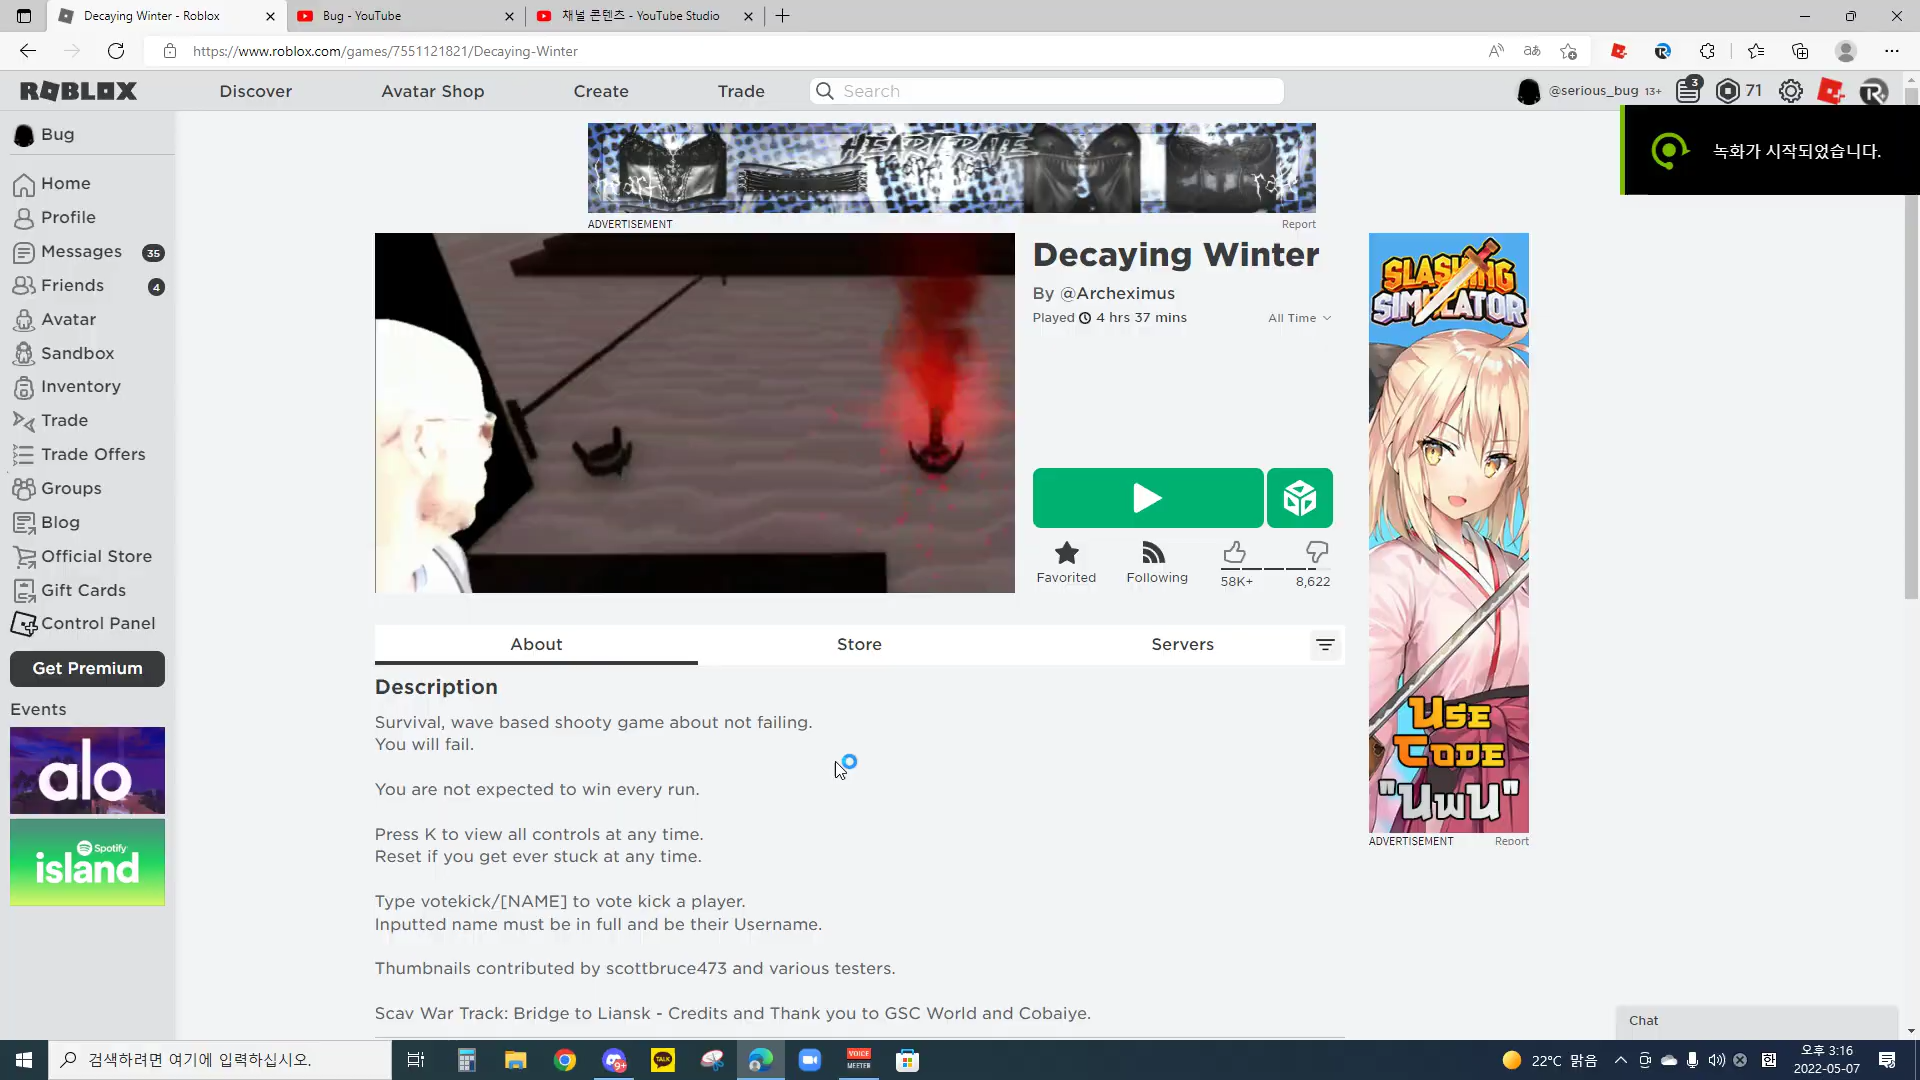 Decaying Winter - Roblox
Bug - YouTube
채널 콘텐츠 - YouTube Studio
https://www.roblox.com/games/7551121821/Decaying-Winter
ROBLOX
Discover
Avatar Shop
Create
Trade
Search
@serious_bug 13+
3
71
녹화가 시작되었습니다.
Bug
Home
Profile
Messages 35
Friends 4
Avatar
Sandbox
Inventory
Trade
Trade Offers
Groups
Blog
Official Store
Gift Cards
Control Panel
Get Premium
Events
alo
Spotify
island
HEARTRATE
ADVERTISEMENT
Report
Decaying Winter
By @Archeximus
Played 4 hrs 37 mins
All Time
Favorited
Following
58K+
8,622
About
Store
Servers
Description
Survival, wave based shooty game about not failing.
You will fail.
You are not expected to win every run.
Press K to view all controls at any time.
Reset if you get ever stuck at any time.
Type votekick/[NAME] to vote kick a player.
Inputted name must be in full and be their Username.
Thumbnails contributed by scottbruce473 and various testers.
Scav War Track: Bridge to Liansk - Credits and Thank you to GSC World and Cobaiye.
SLASHING
SIMULATOR
USE
CODE
"UwU"
ADVERTISEMENT
Report
Chat
검색하려면 여기에 입력하십시오.
9+
TALK
VOICE
MEETER
22°C 맑음
한
오후 3:16
2022-05-07